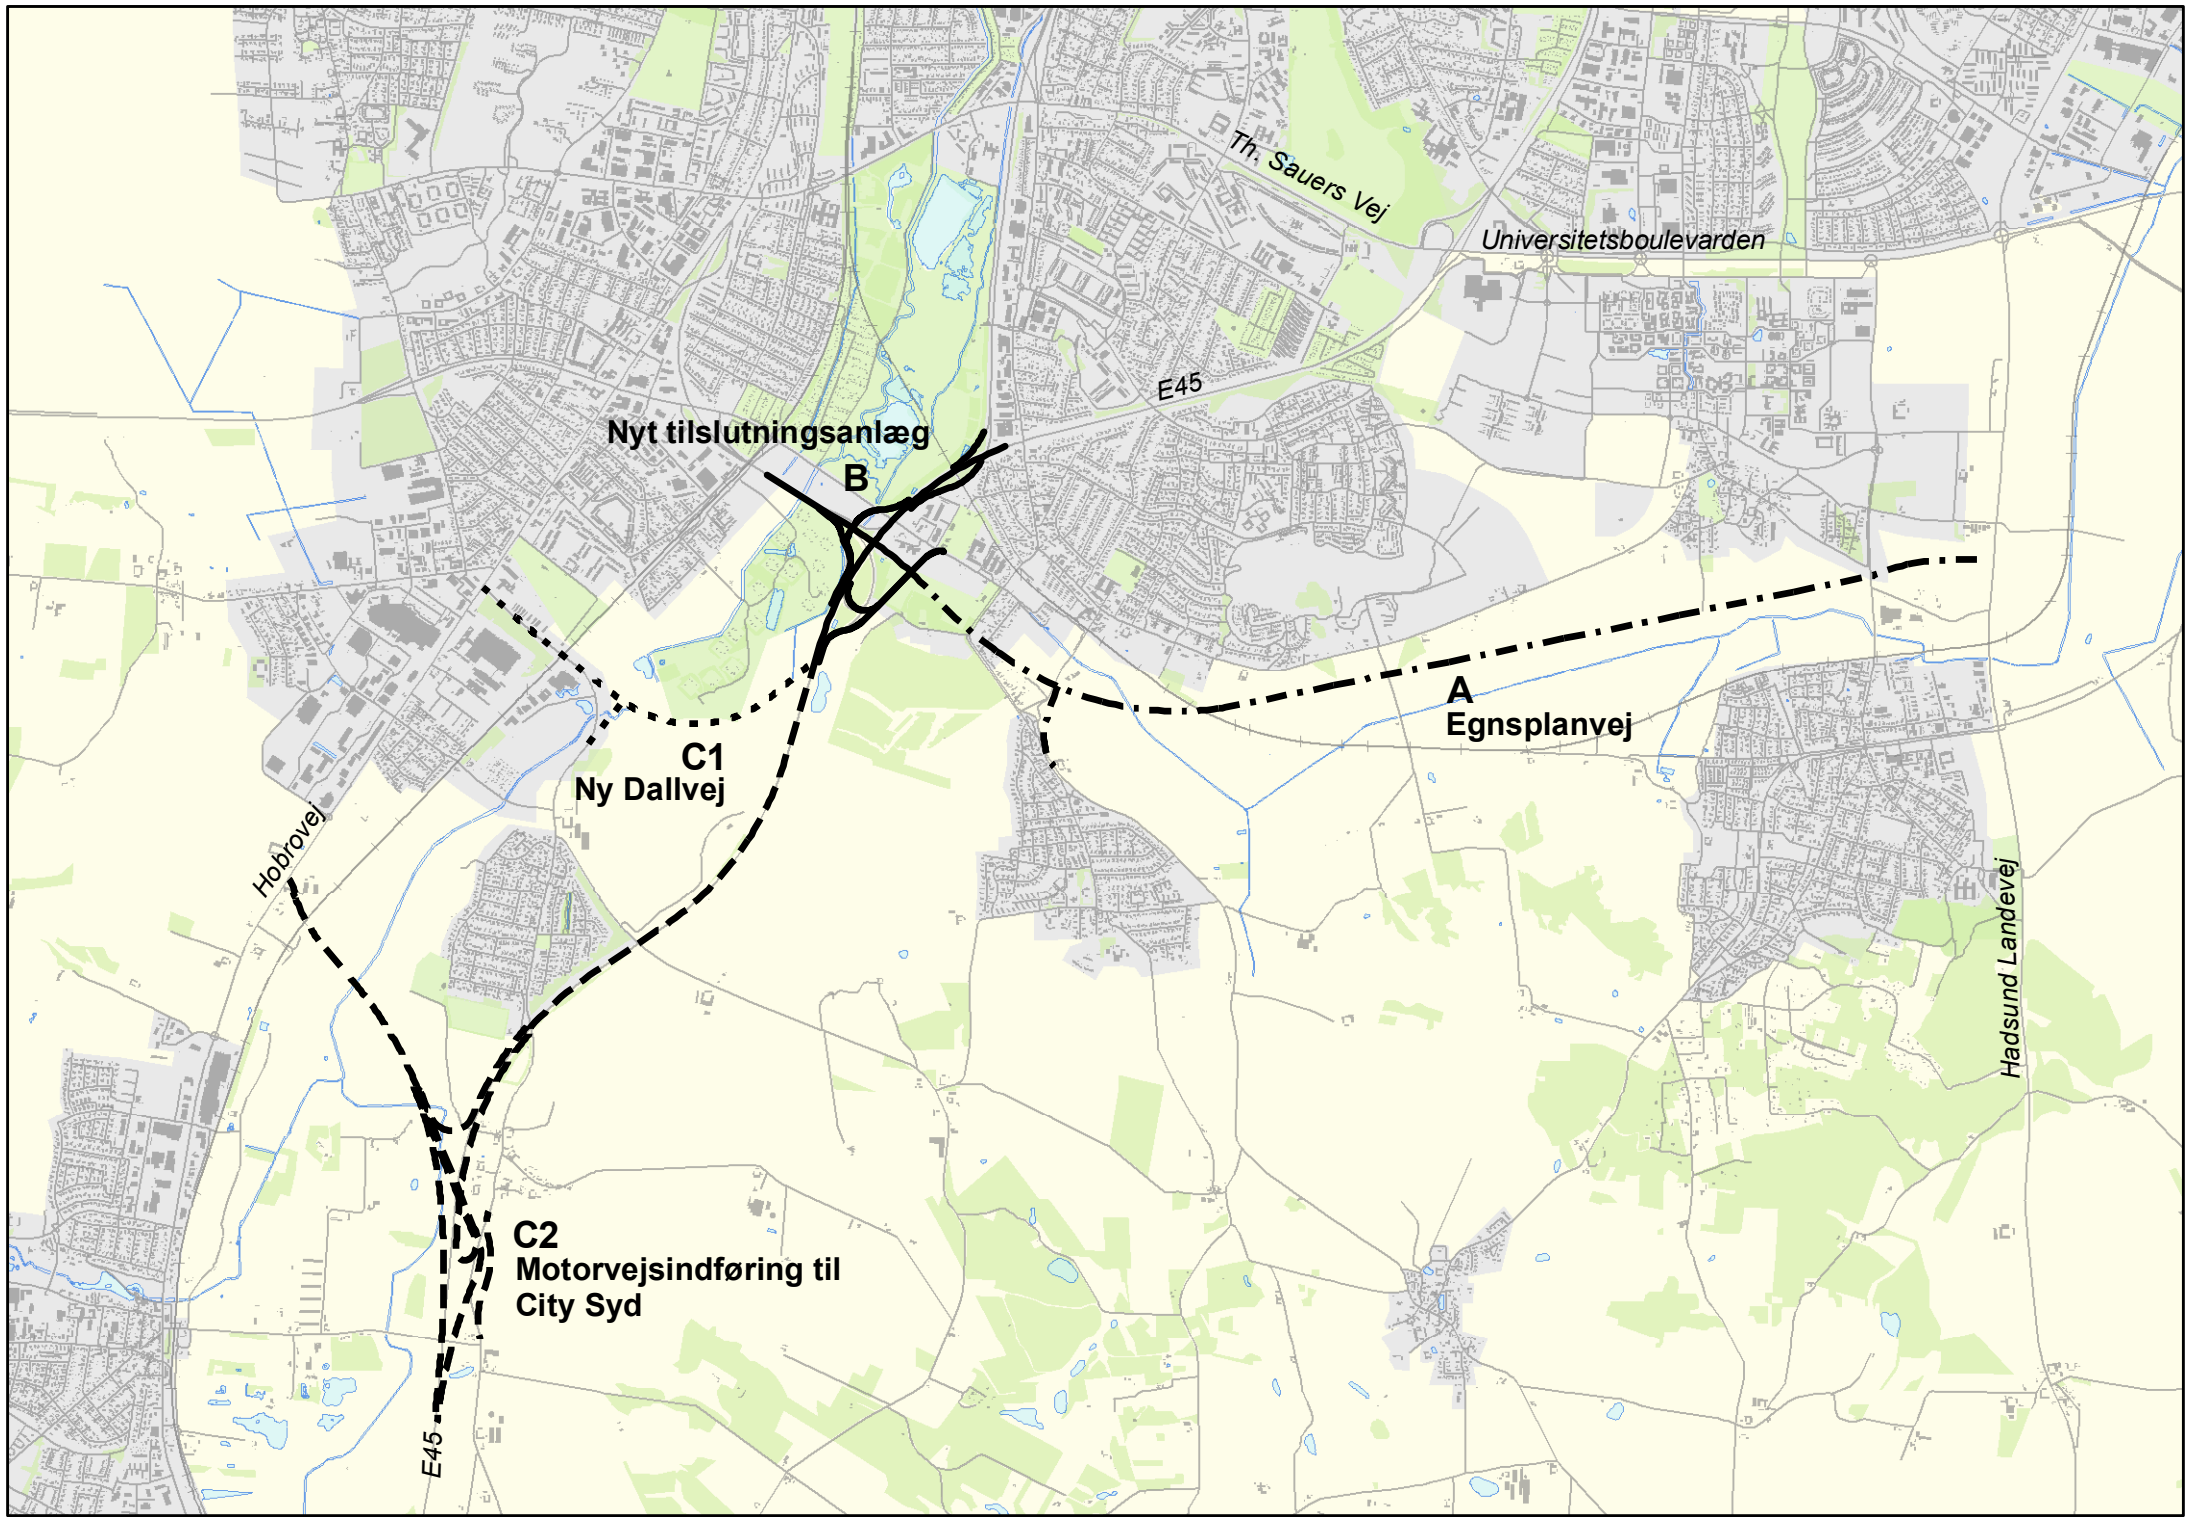 Th. Sauers Vej
Universitetsboulevarden
E45
Nyt tilslutningsanlæg
B
A
Egnsplanvej
C1
Ny Dallvej
Hobrovej
Hadsund Landevej
C2
Motorvejsindføring til
City Syd
E45